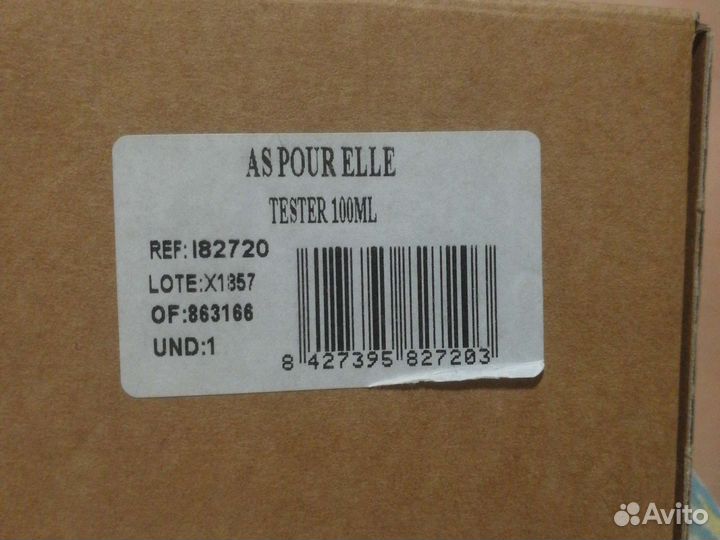 AS POUR ELLE
TESTER 100ML
REF:I82720
LOTE:X1857
OF:863166
UND:1
8 427395 827203
Avito